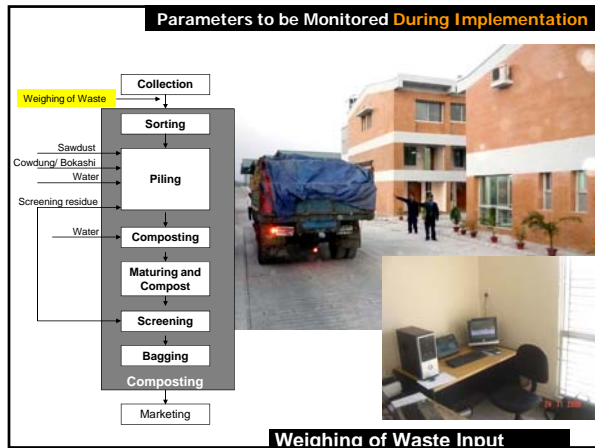 Parameters to be Monitored During Implementation
Collection
Weighing of Waste
Sorting
Sawdust
Cowdung/ Bokashi
Water
Piling
Screening residue
Water
Composting
Maturing and
Compost
Screening
Bagging
Composting
Marketing
Weighing of Waste Input